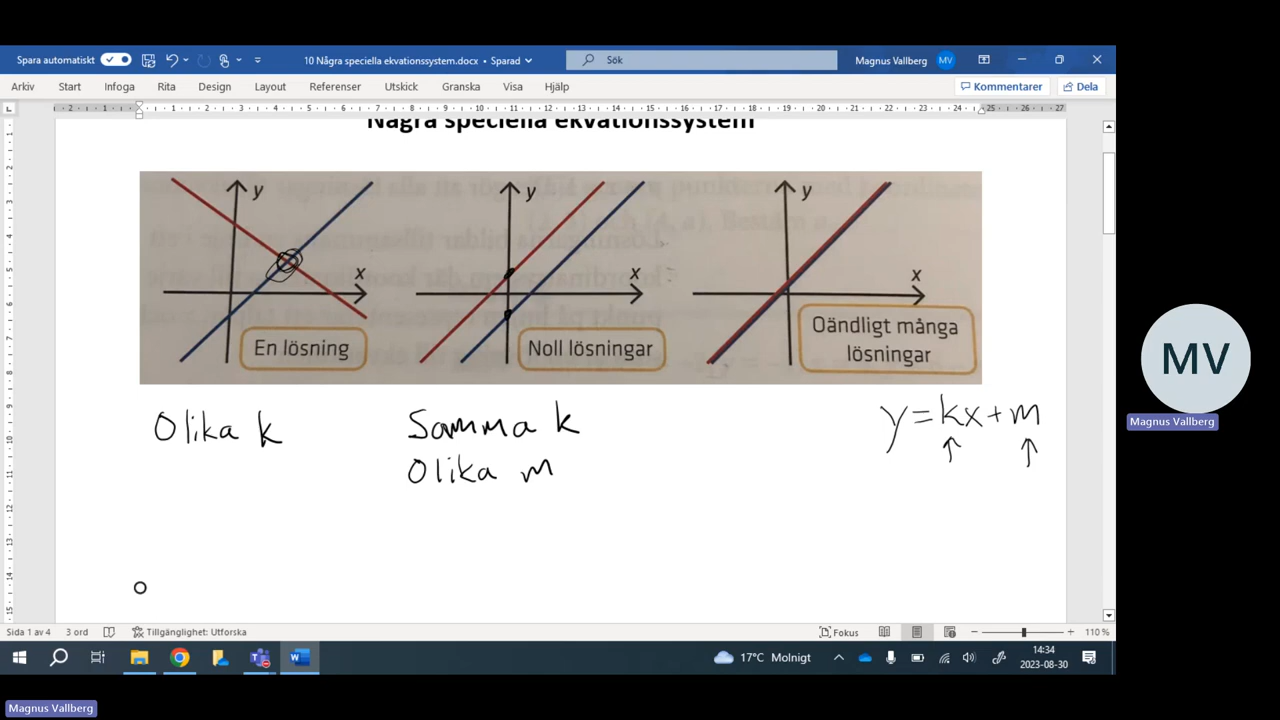 Spara automatiskt
10 Några speciella ekvationssystem.docx • Sparad
Sök
Magnus Vallberg
MV
Arkiv Start Infoga Rita Design Layout Referenser Utskick Granska Visa Hjälp
Kommentarer
Dela
Några speciella ekvationssystem
y
x
En lösning
y
x
Noll lösningar
y
x
Oändligt många
lösningar
Olika k
Samma k
Olika m
y = kx + m
MV
Magnus Vallberg
Sida 1 av 4
3 ord
Tillgänglighet: Utforska
Fokus
110 %
17°C Molnigt
14:34
2023-08-30
Magnus Vallberg